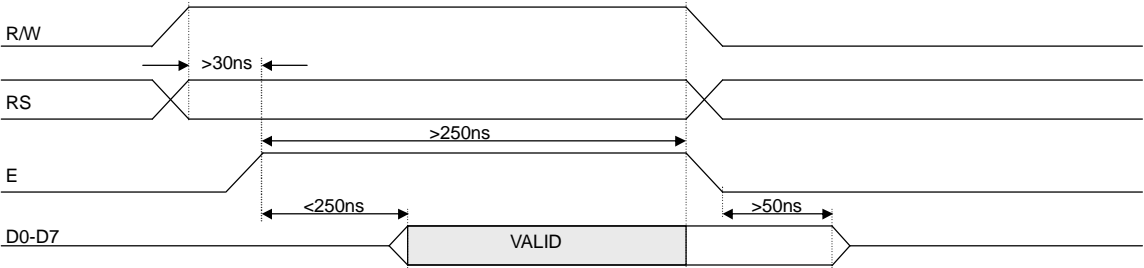 R/W
>30ns
RS
>250ns
E
<250ns
>50ns
D0-D7
VALID